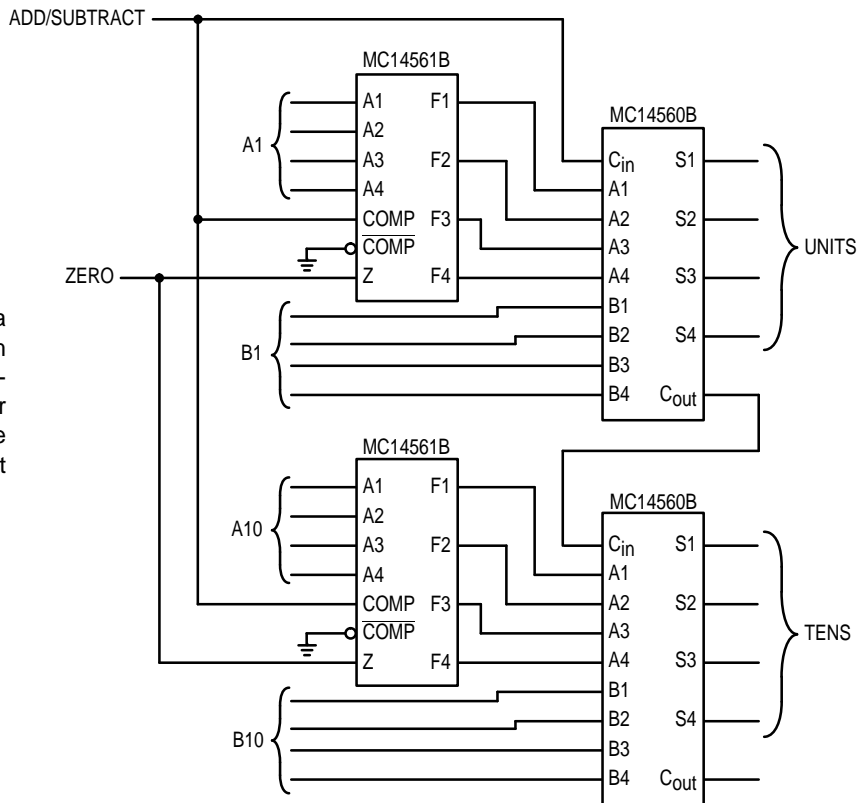 ADD/SUBTRACT
MC14561B
A1
A1 F1
A2
A3 F2
A4
COMP F3
COMP
Z F4
ZERO
B1
MC14560B
Cin S1
A1
A2 S2
A3
A4 S3
B1
B2 S4
B3
B4 Cout
UNITS
a
n
–
r
e
t
MC14561B
A10
A1 F1
A2
A3 F2
A4
COMP F3
COMP
Z F4
B10
MC14560B
Cin S1
A1
A2 S2
A3
A4 S3
B1
B2 S4
B3
B4 Cout
TENS